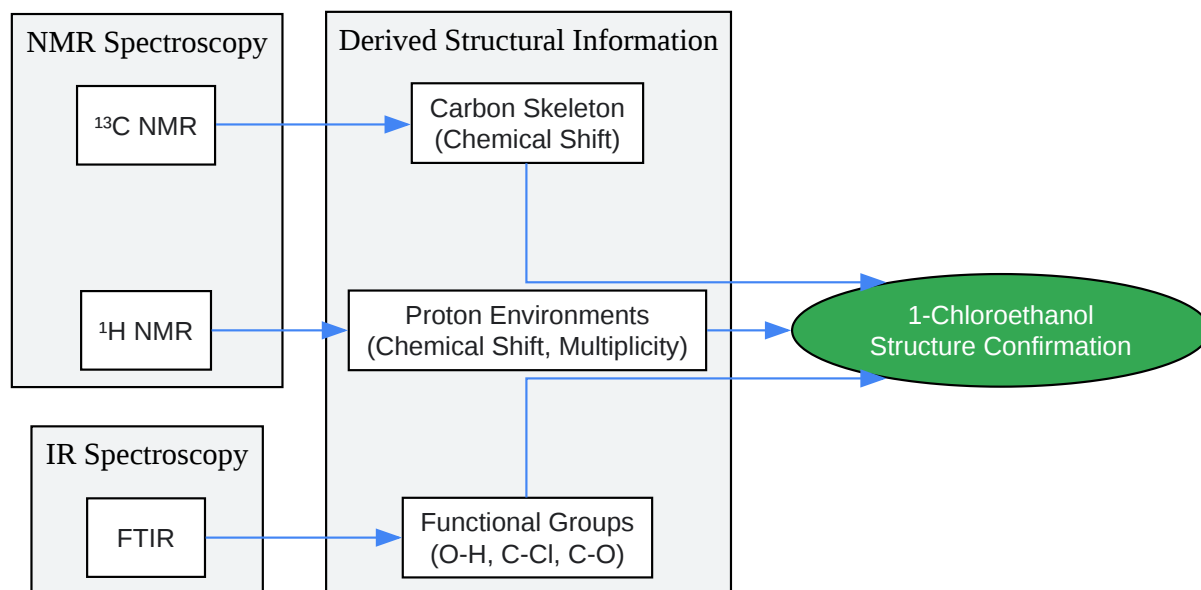 NMR Spectroscopy
¹³C NMR
¹H NMR
IR Spectroscopy
FTIR
Derived Structural Information
Carbon Skeleton
(Chemical Shift)
Proton Environments
(Chemical Shift, Multiplicity)
Functional Groups
(O-H, C-Cl, C-O)
1-Chloroethanol
Structure Confirmation